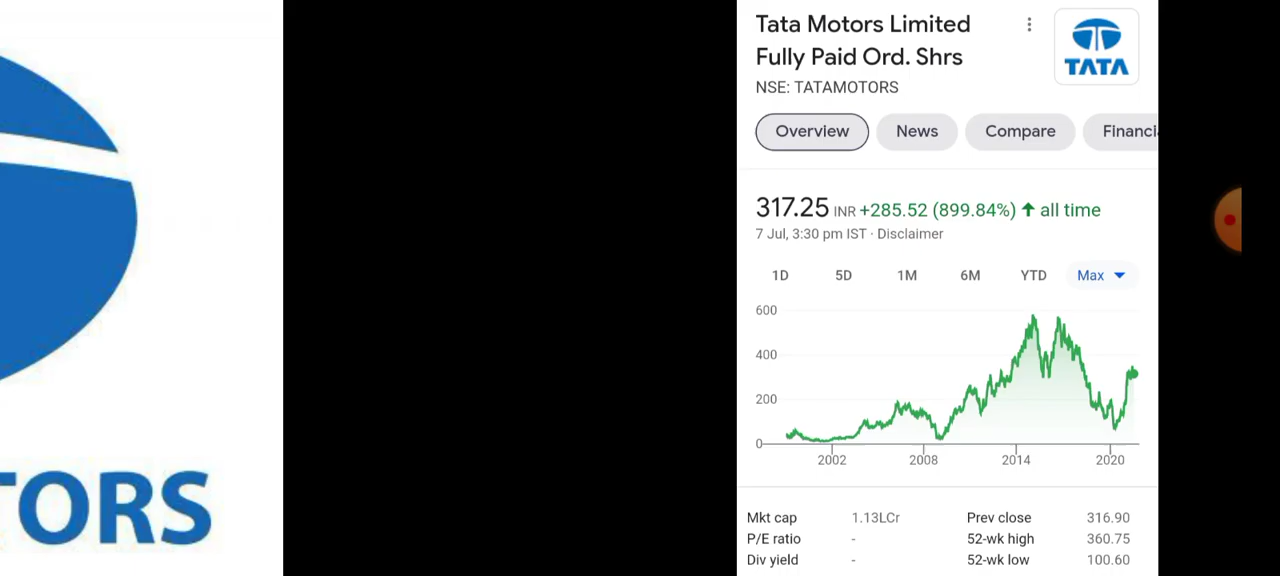 TORS
Tata Motors Limited
Fully Paid Ord. Shrs
NSE: TATAMOTORS
TATA
Overview News Compare
317.25 INR +285.52 (899.84%) all time
7 Jul, 3:30 pm IST · Disclaimer
1D 5D 1M 6M YTD Max
600
400
200
0
2002 2008 2014 2020
Mkt cap 1.13LCr Prev close 316.90
P/E ratio - 52-wk high 360.75
Div yield - 52-wk low 100.60